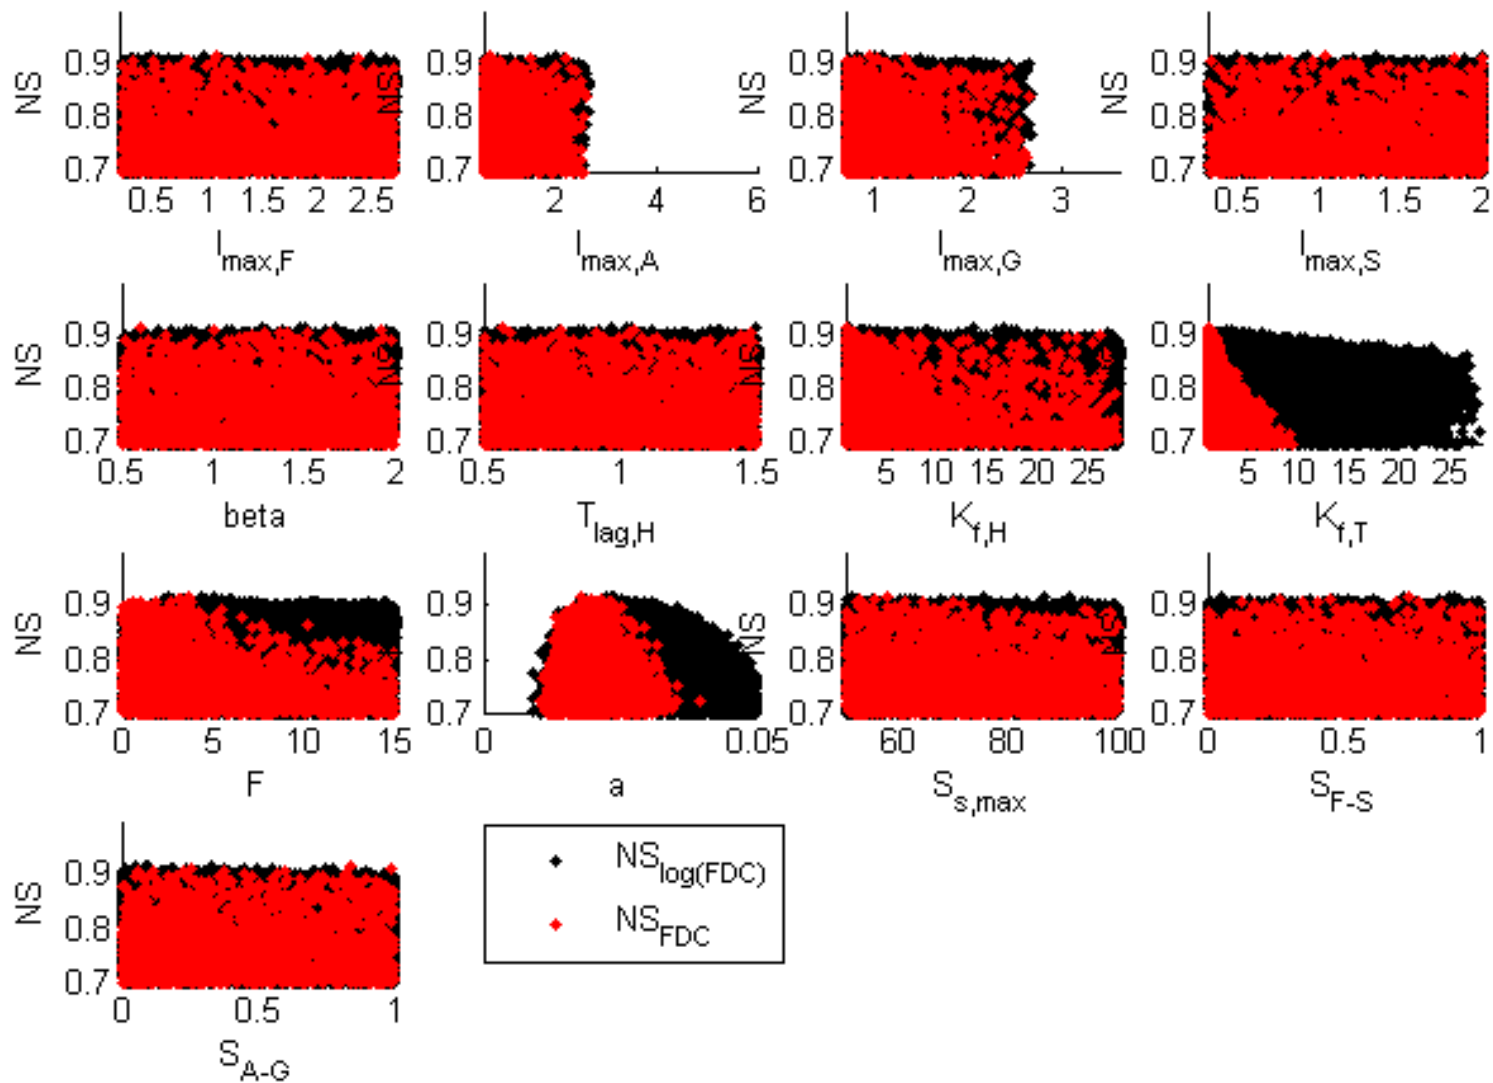 NS 0.9 0.8 0.7 0.5 1 1.5 2 2.5 I_max,F
NS 0.9 0.8 0.7 2 4 6 I_max,A
NS 0.9 0.8 0.7 1 2 3 I_max,G
NS 0.9 0.8 0.7 0.5 1 1.5 2 I_max,S
NS 0.9 0.8 0.7 0.5 1 1.5 2 beta
NS 0.9 0.8 0.7 0.5 1 1.5 T_lag,H
NS 0.9 0.8 0.7 5 10 15 20 25 K_f,H
NS 0.9 0.8 0.7 5 10 15 20 25 K_f,T
NS 0.9 0.8 0.7 0 5 10 15 F
NS 0.9 0.8 0.7 0 0.05 a
NS 0.9 0.8 0.7 60 80 100 S_s,max
NS 0.9 0.8 0.7 0 0.5 1 S_F-S
NS 0.9 0.8 0.7 0 0.5 1 S_A-G
NS_log(FDC)
NS_FDC